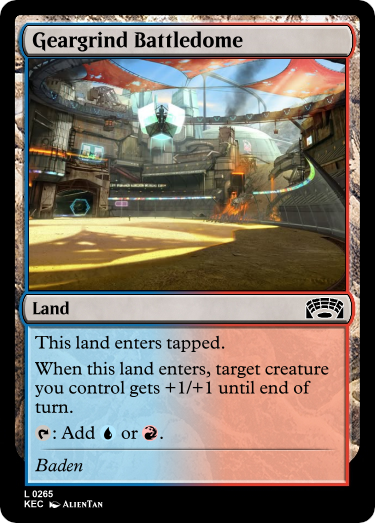 Geargrind Battledome
Land
This land enters tapped.
When this land enters, target creature
you control gets +1/+1 until end of
turn.
: Add or .
Baden
L 0265
KEC AlienTan